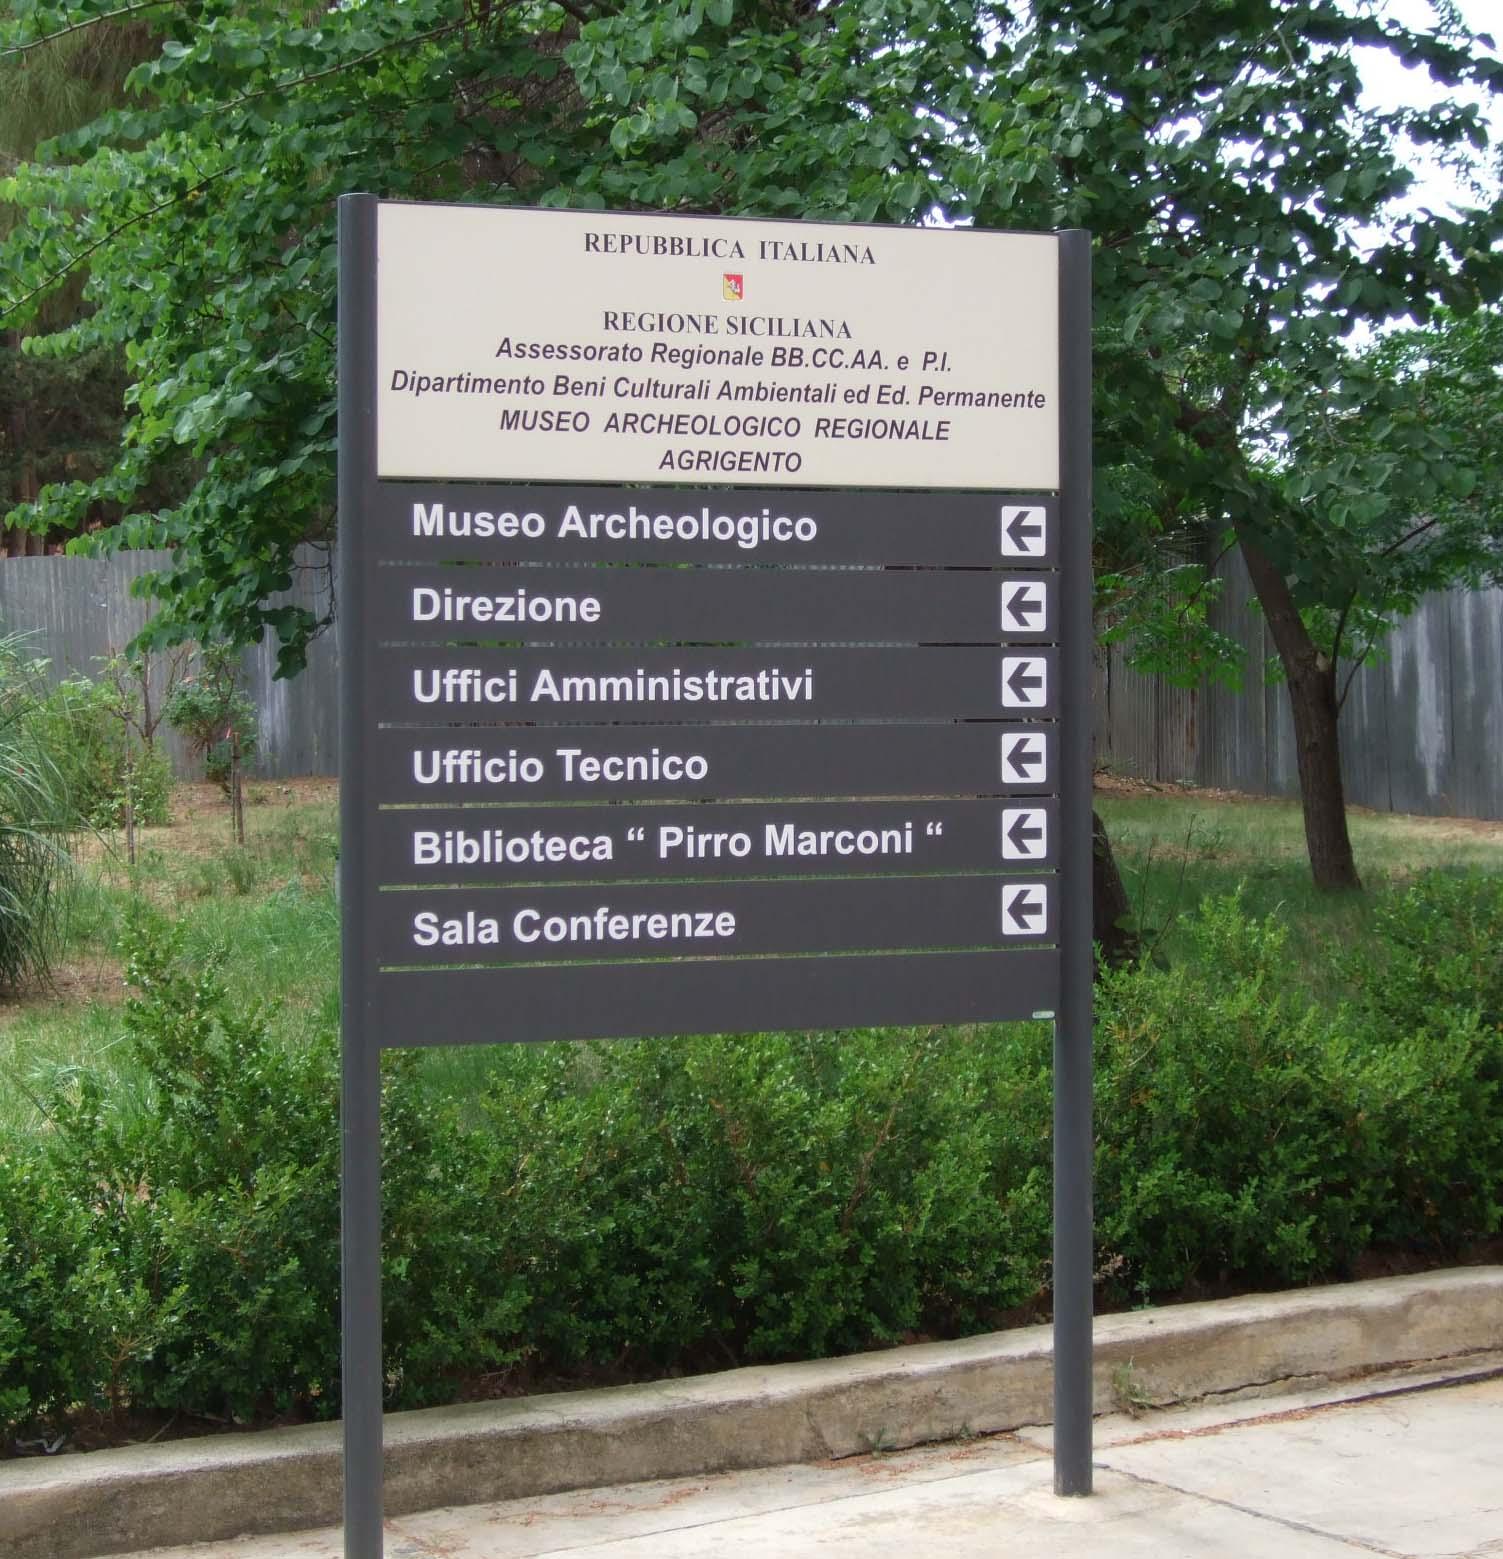 REPUBBLICA ITALIANA
REGIONE SICILIANA
Assessorato Regionale BB.CC.AA. e P.I.
Dipartimento Beni Culturali Ambientali ed Ed. Permanente
MUSEO ARCHEOLOGICO REGIONALE
AGRIGENTO
Museo Archeologico
Direzione
Uffici Amministrativi
Ufficio Tecnico
Biblioteca “ Pirro Marconi “
Sala Conferenze